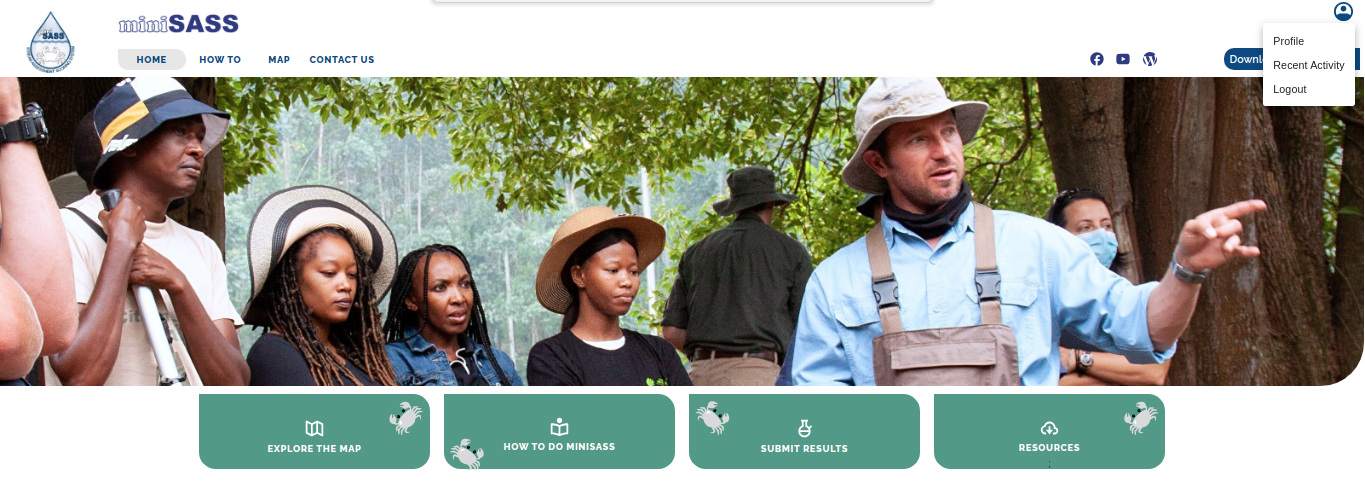 SASS
miniSASS
HOME HOW TO MAP CONTACT US
Profile
Recent Activity
Logout
EXPLORE THE MAP
HOW TO DO MINISASS
SUBMIT RESULTS
RESOURCES